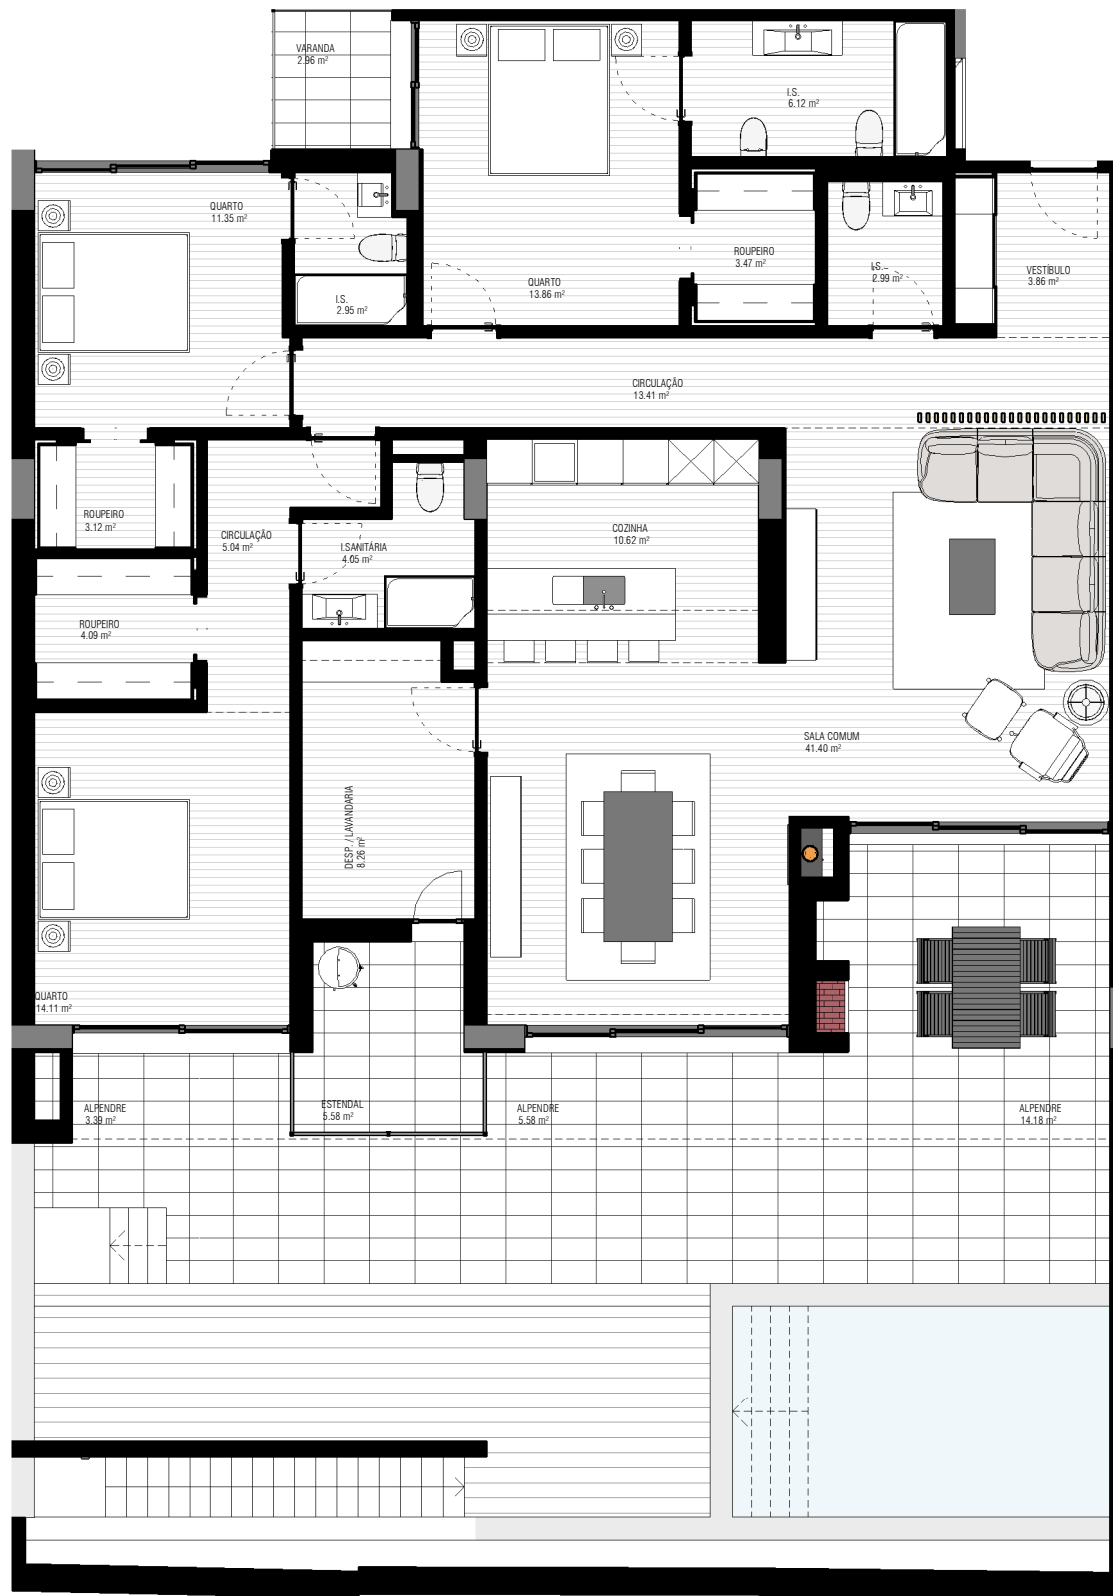 VARANDA
2.96 m²
I.S.
6.12 m²
QUARTO
11.35 m²
I.S.
2.95 m²
QUARTO
13.86 m²
ROUPEIRO
3.47 m²
I.S.
2.99 m²
VESTÍBULO
3.86 m²
CIRCULAÇÃO
13.41 m²
ROUPEIRO
3.12 m²
CIRCULAÇÃO
5.04 m²
I.SANITÁRIA
4.05 m²
COZINHA
10.62 m²
ROUPEIRO
4.09 m²
SALA COMUM
41.40 m²
DESP. / LAVANDARIA
8.26 m²
QUARTO
14.11 m²
ALPENDRE
3.39 m²
ESTENDAL
5.58 m²
ALPENDRE
5.58 m²
ALPENDRE
14.18 m²